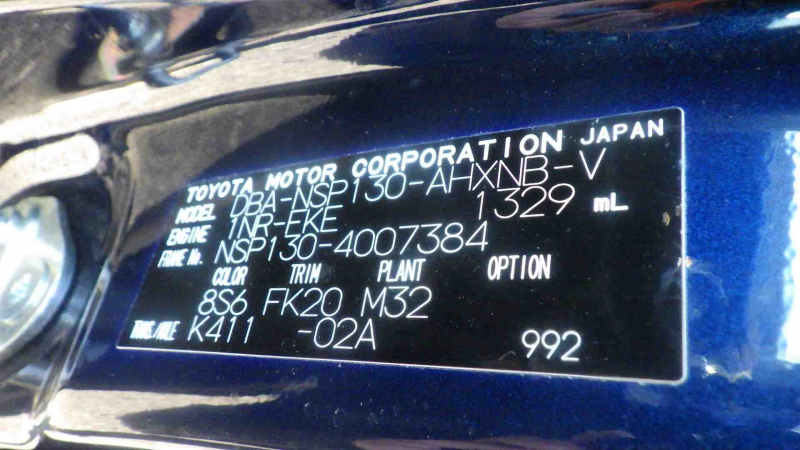 TOYOTA MOTOR CORPORATION JAPAN
MODEL DBA-NSP130-AHXNB-V
ENGINE 1NR-FKE 1329 mL
FRAME No. NSP130-4007384
COLOR TRIM PLANT OPTION
8S6 FK20 M32
TRANS./AXLE K411 -02A 992